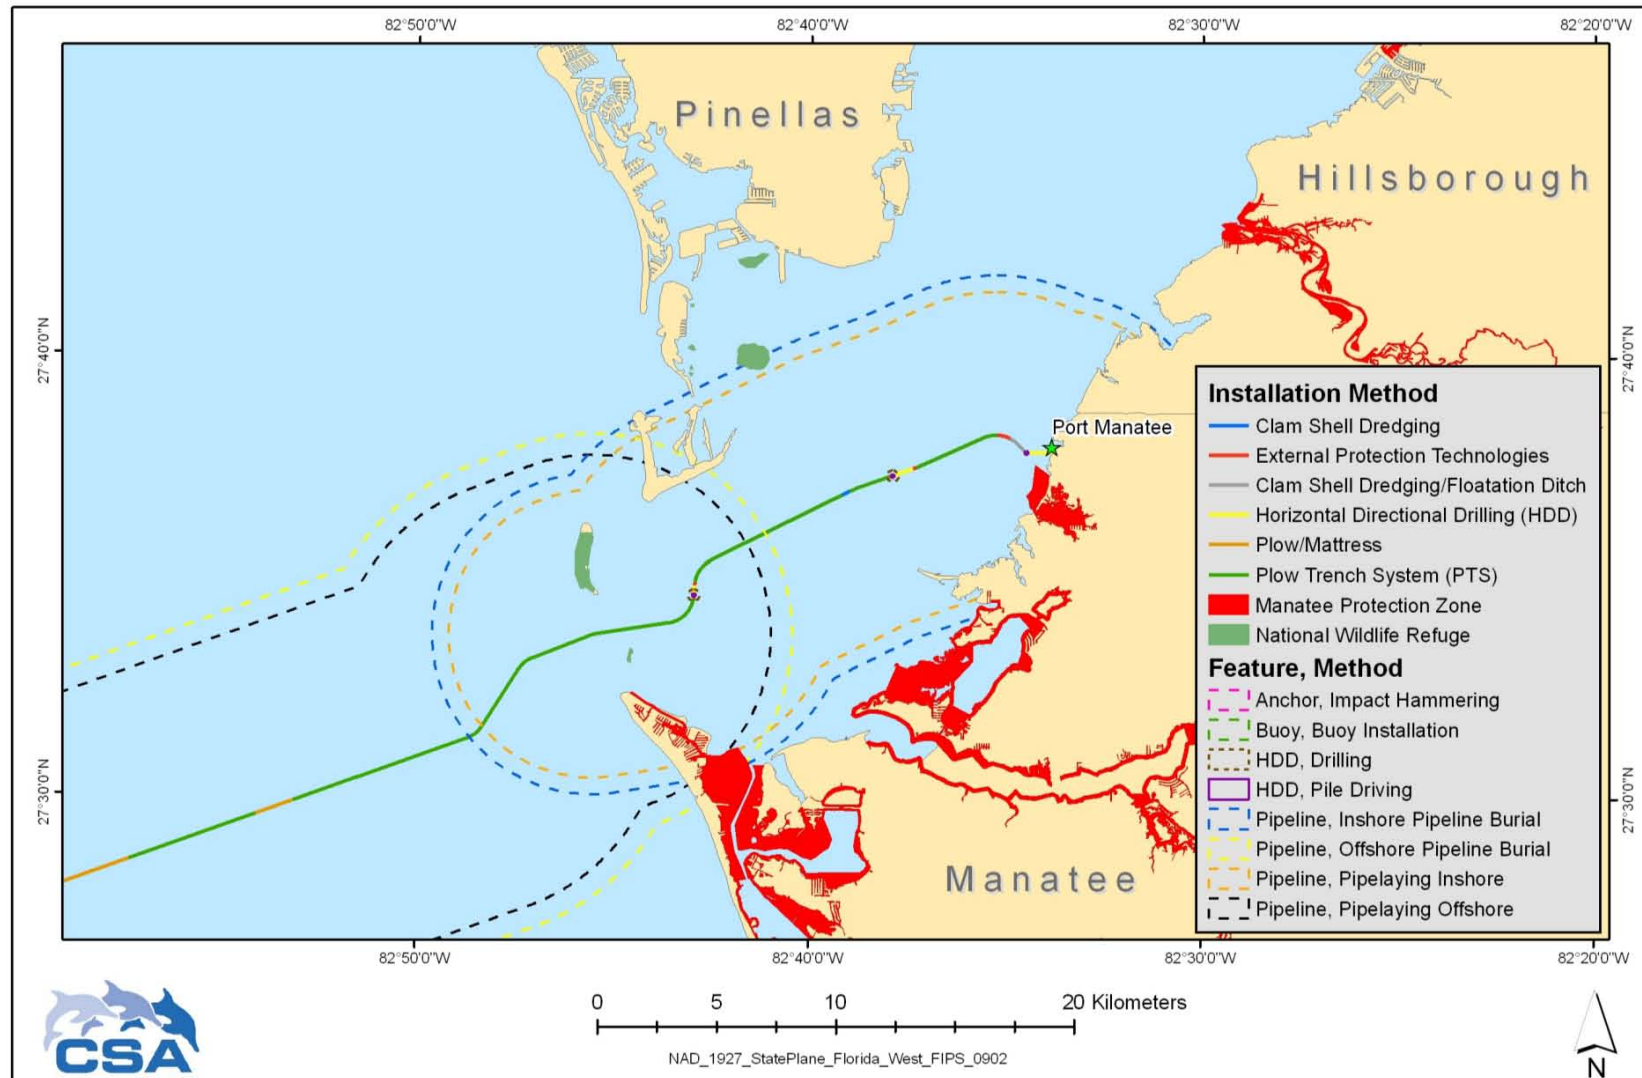 82°50'0"W
82°40'0"W
82°30'0"W
82°20'0"W
Pinellas
Hillsborough
27°40'0"N
27°40'0"N
Port Manatee
Installation Method
Clam Shell Dredging
External Protection Technologies
Clam Shell Dredging/Floatation Ditch
Horizontal Directional Drilling (HDD)
Plow/Mattress
Plow Trench System (PTS)
Manatee Protection Zone
National Wildlife Refuge
Feature, Method
Anchor, Impact Hammering
Buoy, Buoy Installation
HDD, Drilling
HDD, Pile Driving
Pipeline, Inshore Pipeline Burial
Pipeline, Offshore Pipeline Burial
Pipeline, Pipelaying Inshore
Pipeline, Pipelaying Offshore
27°30'0"N
27°30'0"N
Manatee
82°50'0"W
82°40'0"W
82°30'0"W
82°20'0"W
CSA
0 5 10 20 Kilometers
NAD_1927_StatePlane_Florida_West_FIPS_0902
N